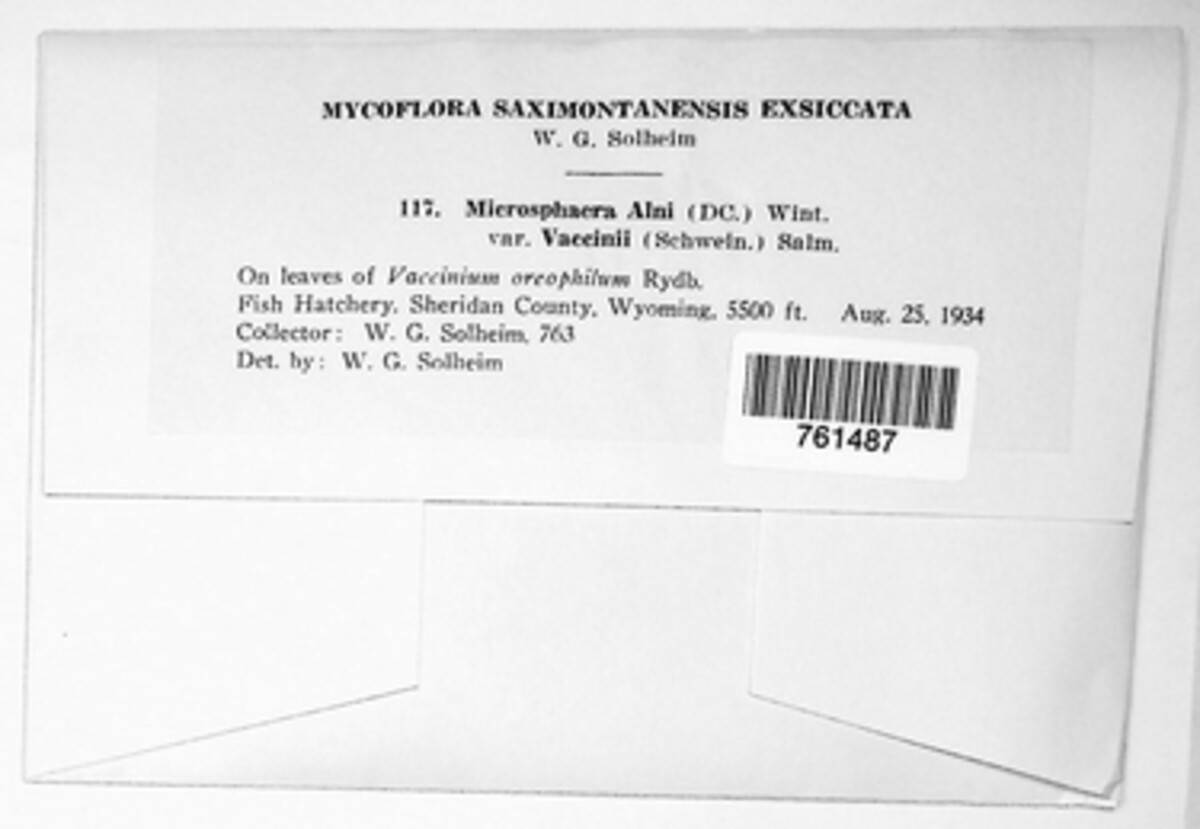 MYCOFLORA SAXIMONTANENSIS EXSICCATA
W. G. Solheim
117. Microsphaera Alni (DC.) Wint.
var. Vaccinii (Schwein.) Salm.
On leaves of Vaccinium oreophilum Rydb.
Fish Hatchery, Sheridan County, Wyoming, 5500 ft. Aug. 25, 1934
Collector: W. G. Solheim, 763
Det. by: W. G. Solheim
761487